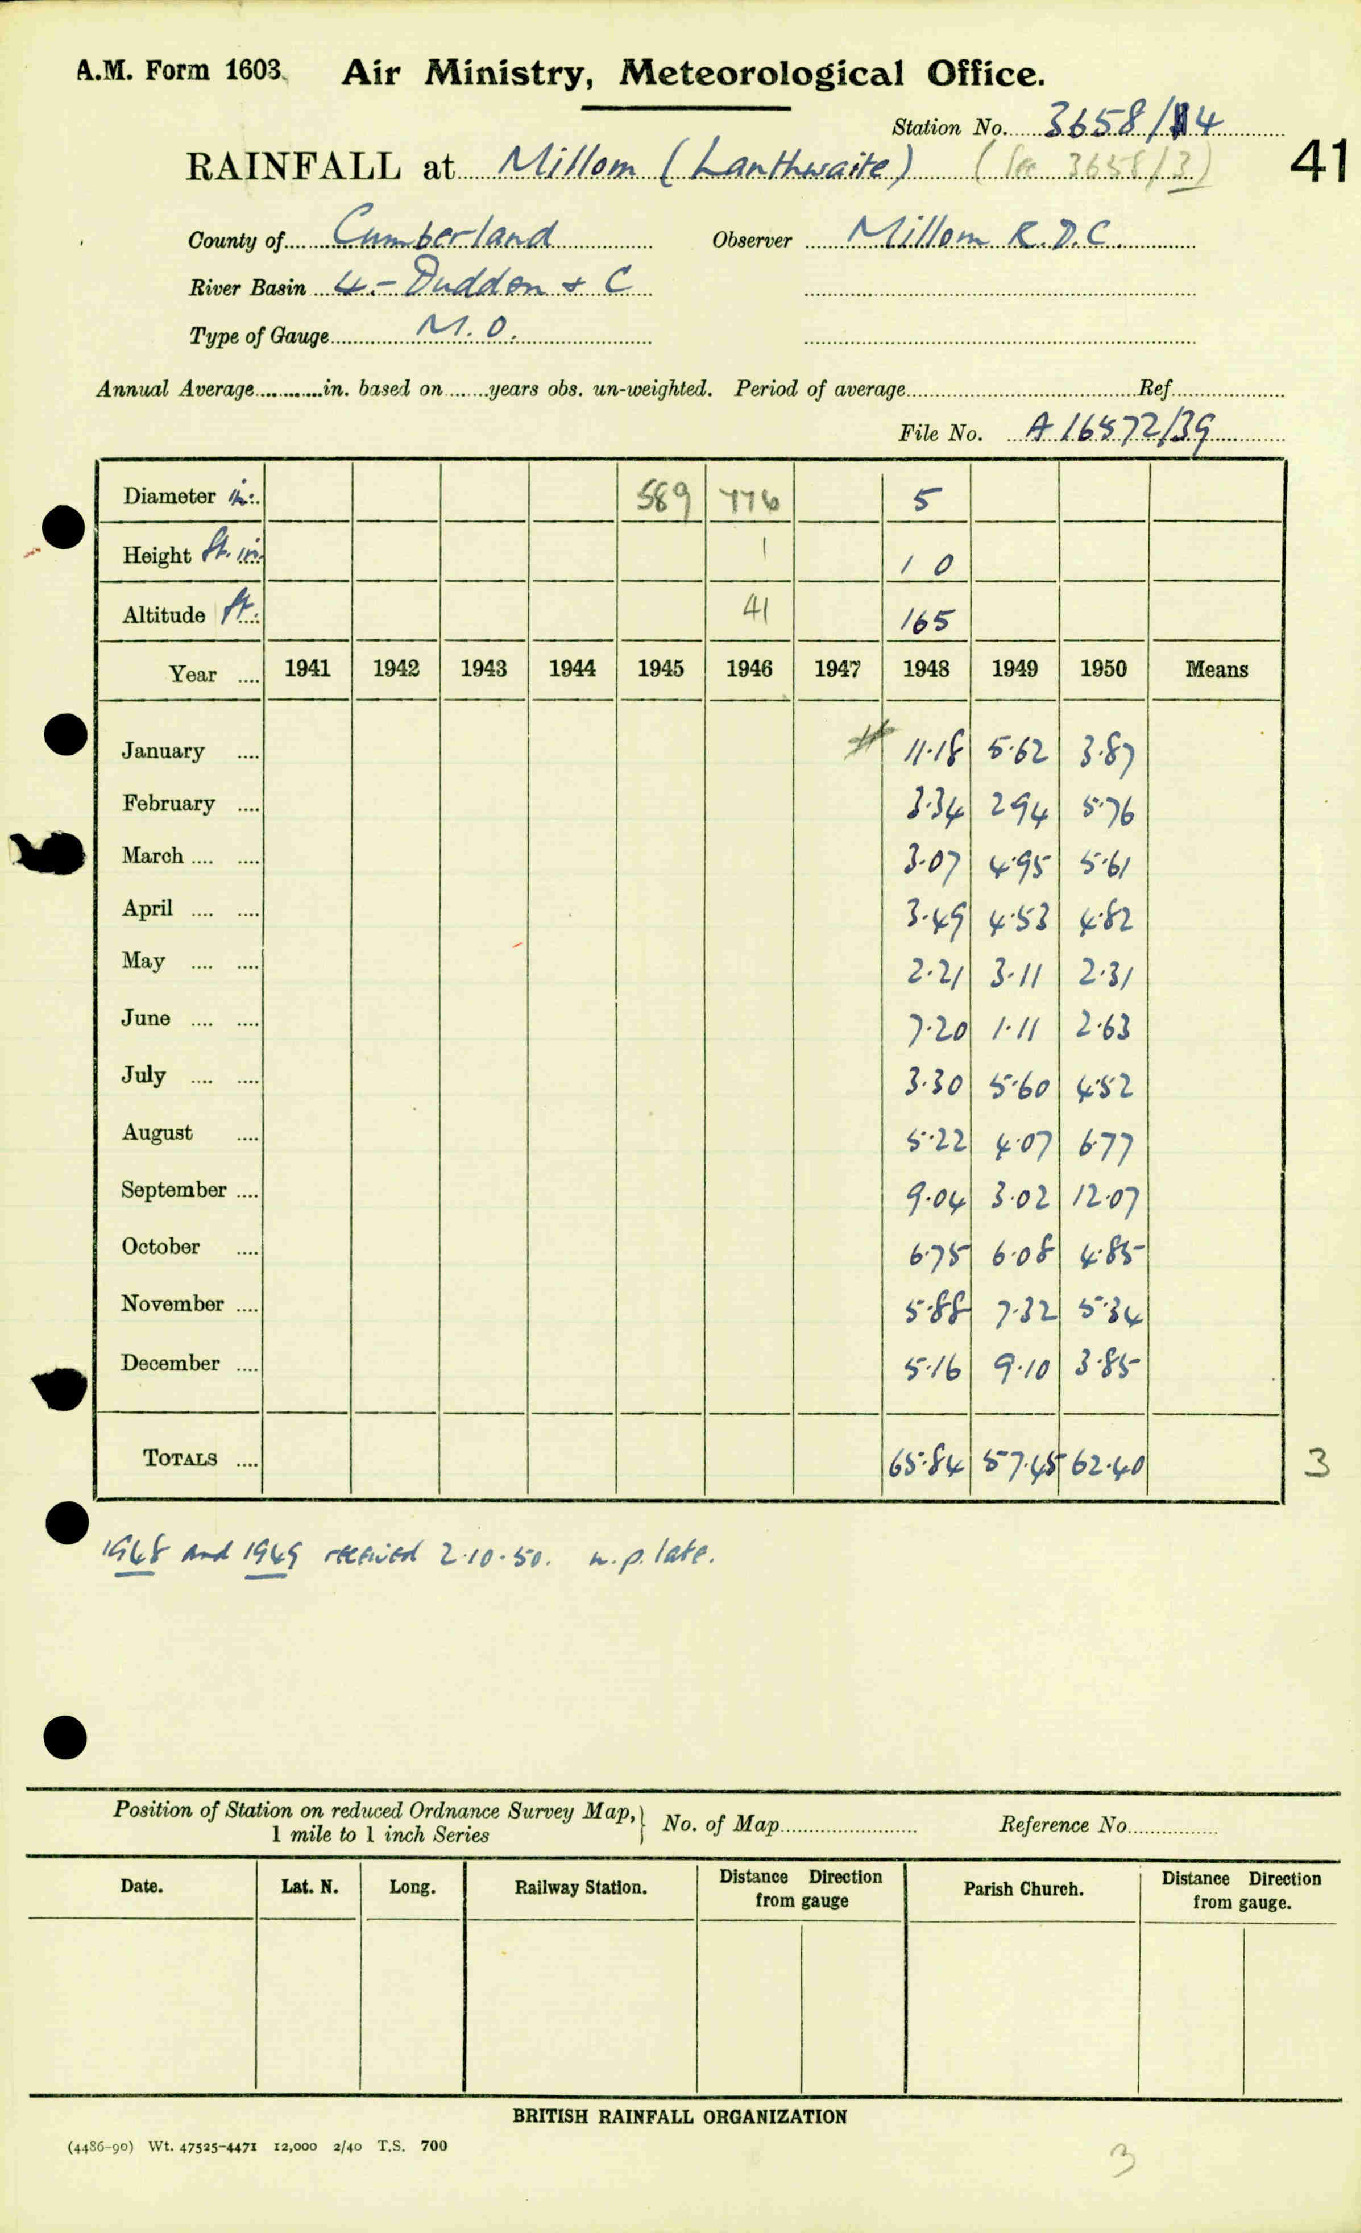 A.M. Form 1603. Air Ministry, Meteorological Office.
Station No. 3658/14
RAINFALL at Millom (Lanthwaite) (for 3658/3) 41
County of Cumberland Observer Millom R.D.C.
River Basin 4.- Duddon + C
Type of Gauge M.O.
Annual Average in. based on years obs. un-weighted. Period of average Ref.
File No. A 16572/39
Diameter in. 589 776 5
Height ft. in. 1 1 0
Altitude ft. 41 165
Year 1941 1942 1943 1944 1945 1946 1947 1948 1949 1950 Means
January 11.18 5.62 3.87
February 3.34 2.94 5.76
March 3.07 4.95 5.61
April 3.49 4.53 4.82
May 2.21 3.11 2.31
June 7.20 1.11 2.63
July 3.30 5.60 4.52
August 5.22 4.07 6.77
September 9.04 3.02 12.07
October 6.75 6.08 4.85
November 5.88 7.32 5.34
December 5.16 9.10 3.85
TOTALS 65.84 57.45 62.40 3
1948 and 1949 received 2.10.50. n.p. late.
Position of Station on reduced Ordnance Survey Map, No. of Map Reference No.
1 mile to 1 inch Series
Date. Lat. N. Long. Railway Station. Distance Direction from gauge Parish Church. Distance Direction from gauge.
BRITISH RAINFALL ORGANIZATION
(4486-90) Wt. 47525-4471 12,000 2/40 T.S. 700
3